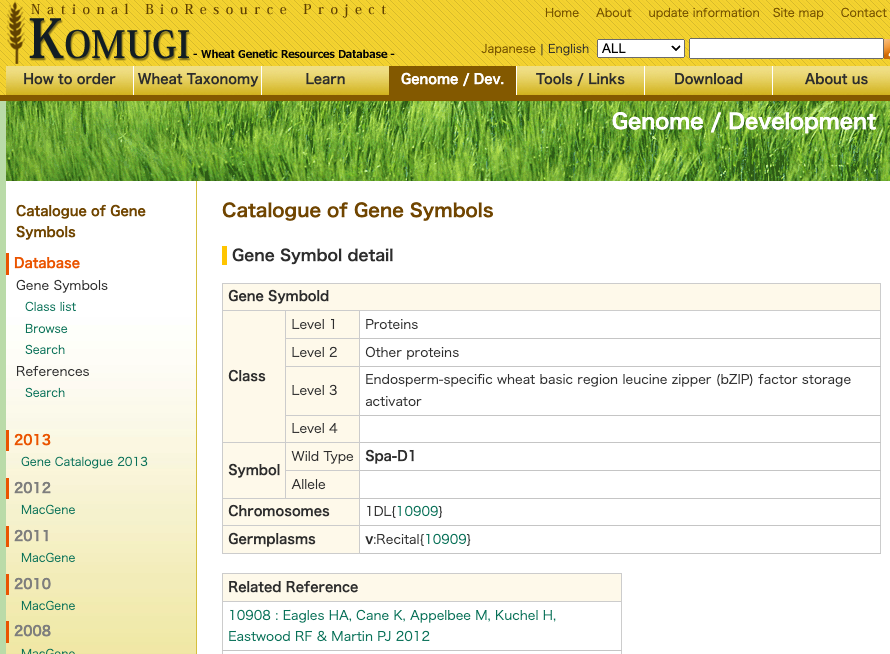 National BioResource Project
Home About update information Site map Contact
KOMUGI - Wheat Genetic Resources Database -
Japanese | English ALL
How to order Wheat Taxonomy Learn Genome / Dev. Tools / Links Download About us
Genome / Development
Catalogue of Gene
Symbols
Database
Gene Symbols
Class list
Browse
Search
References
Search
2013
Gene Catalogue 2013
2012
MacGene
2011
MacGene
2010
MacGene
2008
MacGene
Catalogue of Gene Symbols
Gene Symbol detail
Gene Symbold
Class
Level 1 Proteins
Level 2 Other proteins
Level 3 Endosperm-specific wheat basic region leucine zipper (bZIP) factor storage
activator
Level 4
Symbol
Wild Type Spa-D1
Allele
Chromosomes 1DL{10909}
Germplasms v:Recital{10909}
Related Reference
10908 : Eagles HA, Cane K, Appelbee M, Kuchel H,
Eastwood RF & Martin PJ 2012